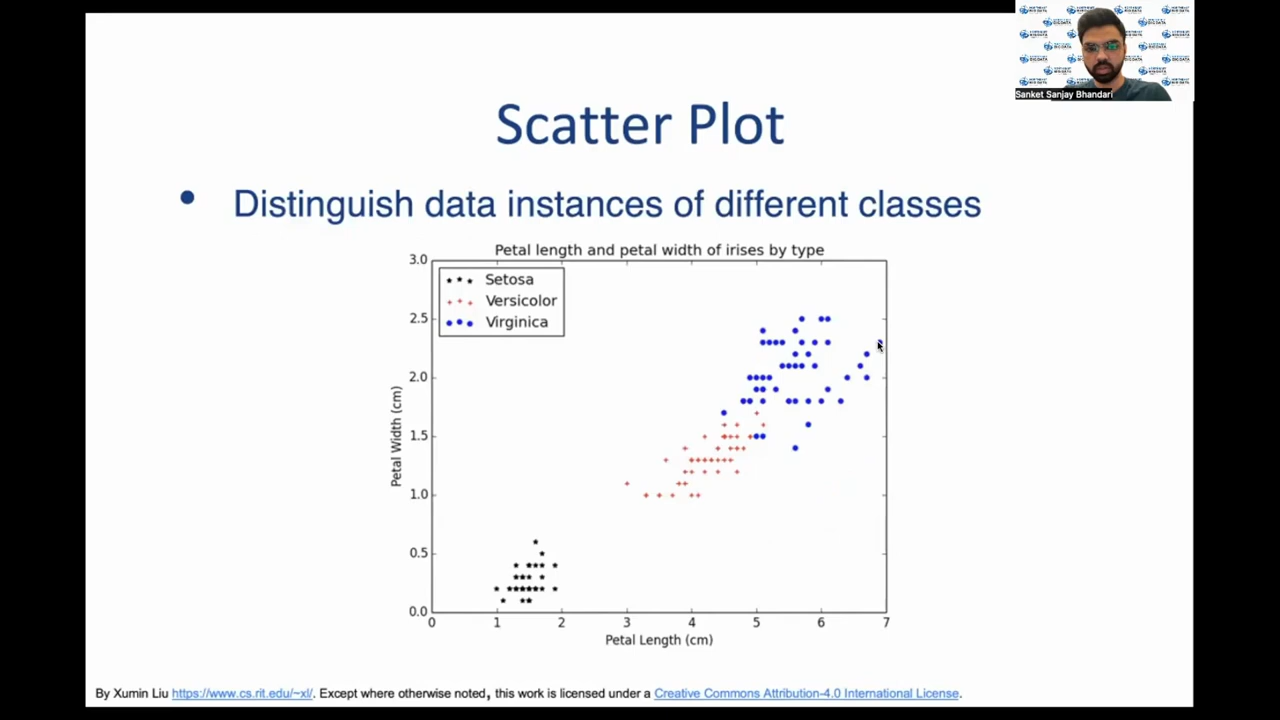 Sanket Sanjay Bhandari
Scatter Plot
• Distinguish data instances of different classes
Petal length and petal width of irises by type
Setosa
Versicolor
Virginica
3.0
2.5
2.0
1.5
1.0
0.5
0.0
Petal Width (cm)
0 1 2 3 4 5 6 7
Petal Length (cm)
By Xumin Liu https://www.cs.rit.edu/~xl/. Except where otherwise noted, this work is licensed under a Creative Commons Attribution-4.0 International License.